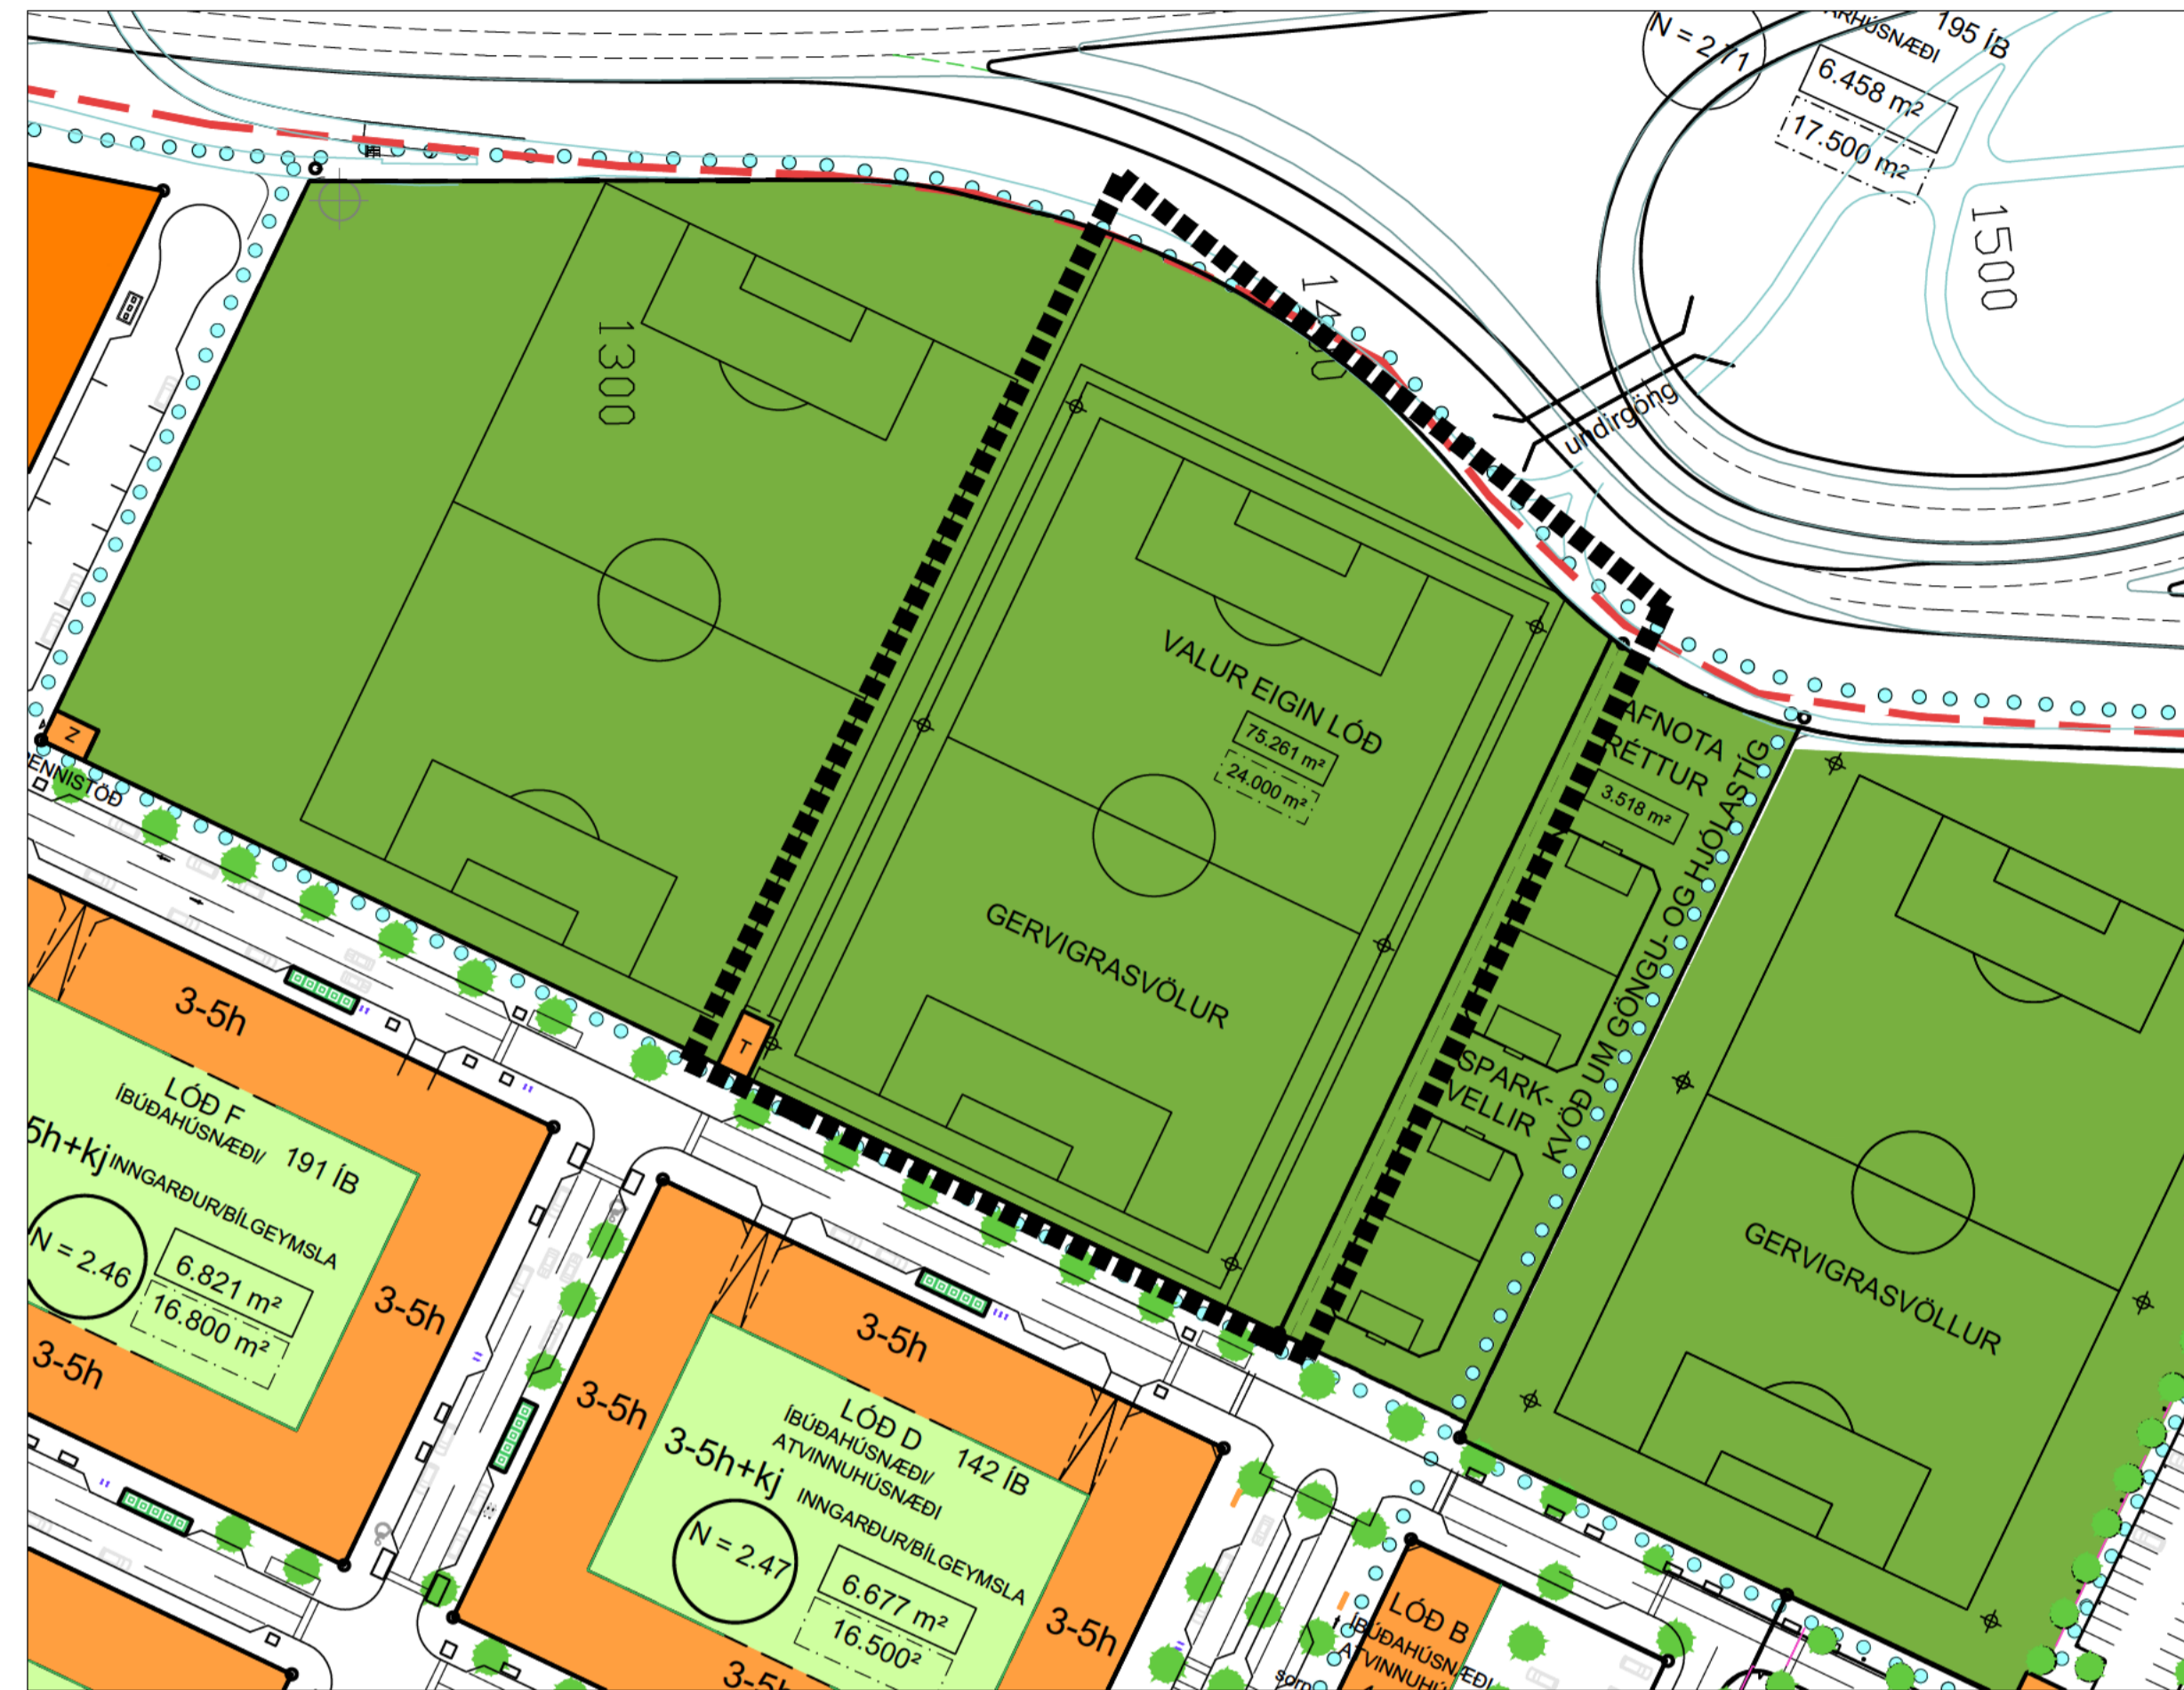 195 ÍB
N = 2.71
6.458 m²
17.500 m²
1500
1300
undirgöng
VALUR EIGIN LÓÐ
75.261 m²
24.000 m²
GERVIGRASVÖLUR
AFNOTA
RÉTTUR
3.518 m²
KVÖÐ UM GÖNGU- OG HJÓLASTÍG
SPARK-
VELLIR
GERVIGRASVÖLLUR
Z
T
3-5h
LÓÐ F
ÍBÚÐAHÚSNÆÐI/
191 ÍB
5h+kj
INNGARÐUR/BÍLGEYMSLA
N = 2.46
6.821 m²
16.800 m²
3-5h
3-5h
3-5h
3-5h
LÓÐ D
ÍBÚÐAHÚSNÆÐI/
ATVINNUHÚSNÆÐI
142 ÍB
3-5h+kj
INNGARÐUR/BÍLGEYMSLA
N = 2.47
6.677 m²
16.500²
3-5h
LÓÐ B